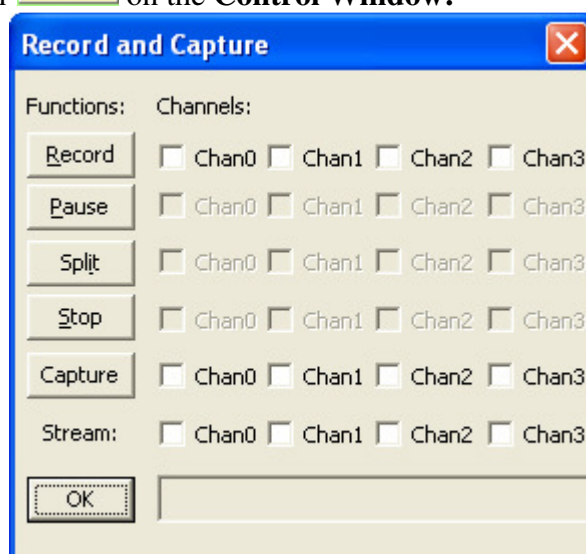 on the Control Window:
Record and Capture
Functions: Channels:
Record Chan0 Chan1 Chan2 Chan3
Pause Chan0 Chan1 Chan2 Chan3
Split Chan0 Chan1 Chan2 Chan3
Stop Chan0 Chan1 Chan2 Chan3
Capture Chan0 Chan1 Chan2 Chan3
Stream: Chan0 Chan1 Chan2 Chan3
OK